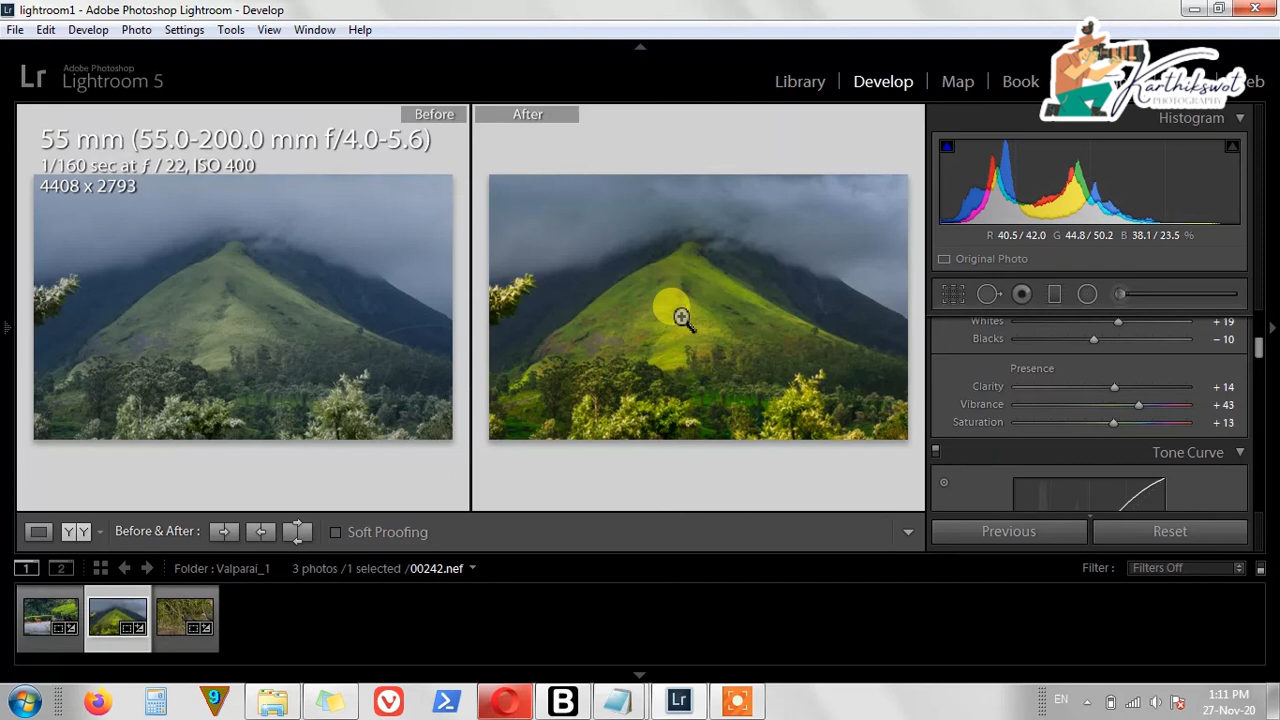 lightroom1 - Adobe Photoshop Lightroom - Develop
File Edit Develop Photo Settings Tools View Window Help
Lr Adobe Photoshop
Lightroom 5
Library Develop Map Book
Karthikswot
PHOTOGRAPHY
Histogram
Before After
55 mm (55.0-200.0 mm f/4.0-5.6)
1/160 sec at ƒ / 22, ISO 400
4408 x 2793
R 40.5 / 42.0 G 44.8 / 50.2 B 38.1 / 23.5 %
Original Photo
Whites + 19
Blacks − 10
Presence
Clarity + 14
Vibrance + 43
Saturation + 13
Tone Curve
Y Y Before & After : Soft Proofing
Previous Reset
1 2 Folder : Valparai_1 3 photos / 1 selected / 00242.nef Filter : Filters Off
9 B Lr EN 1:11 PM
27-Nov-20